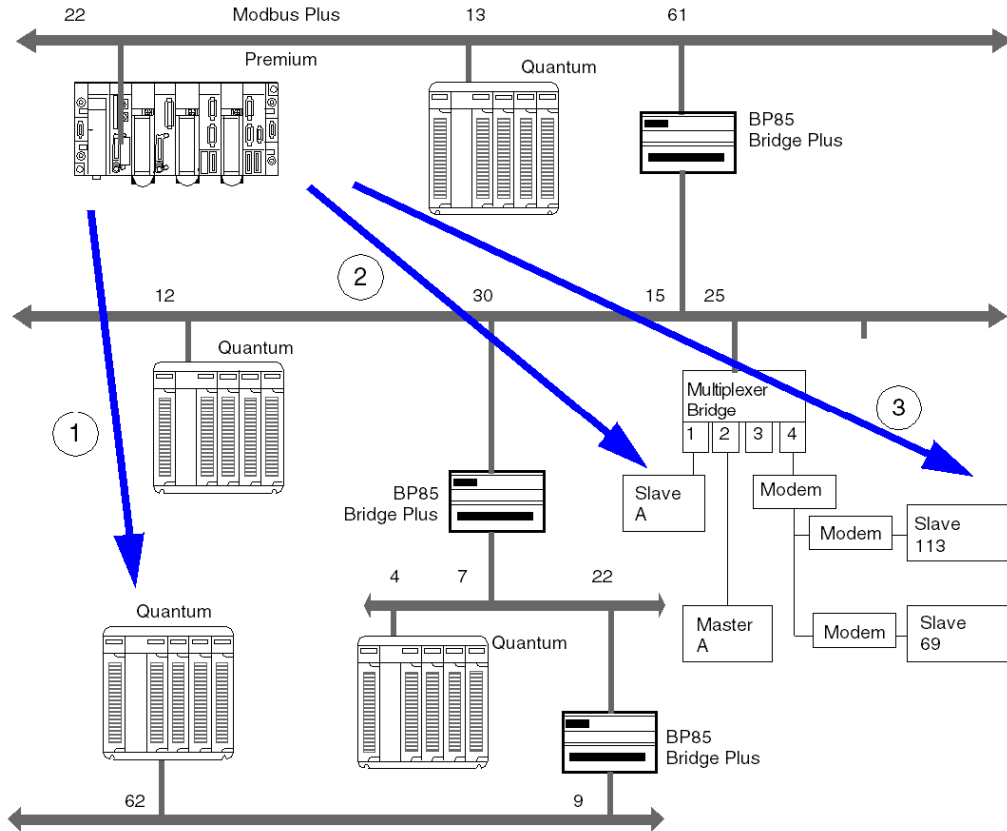 22
Modbus Plus
13
61
Premium
Quantum
BP85
Bridge Plus
2
12
30
15
25
Quantum
1
Multiplexer
Bridge
1
2
3
4
3
BP85
Bridge Plus
Slave
A
Modem
Modem
Slave
113
4
7
22
Quantum
Quantum
Master
A
Modem
Slave
69
BP85
Bridge Plus
62
9